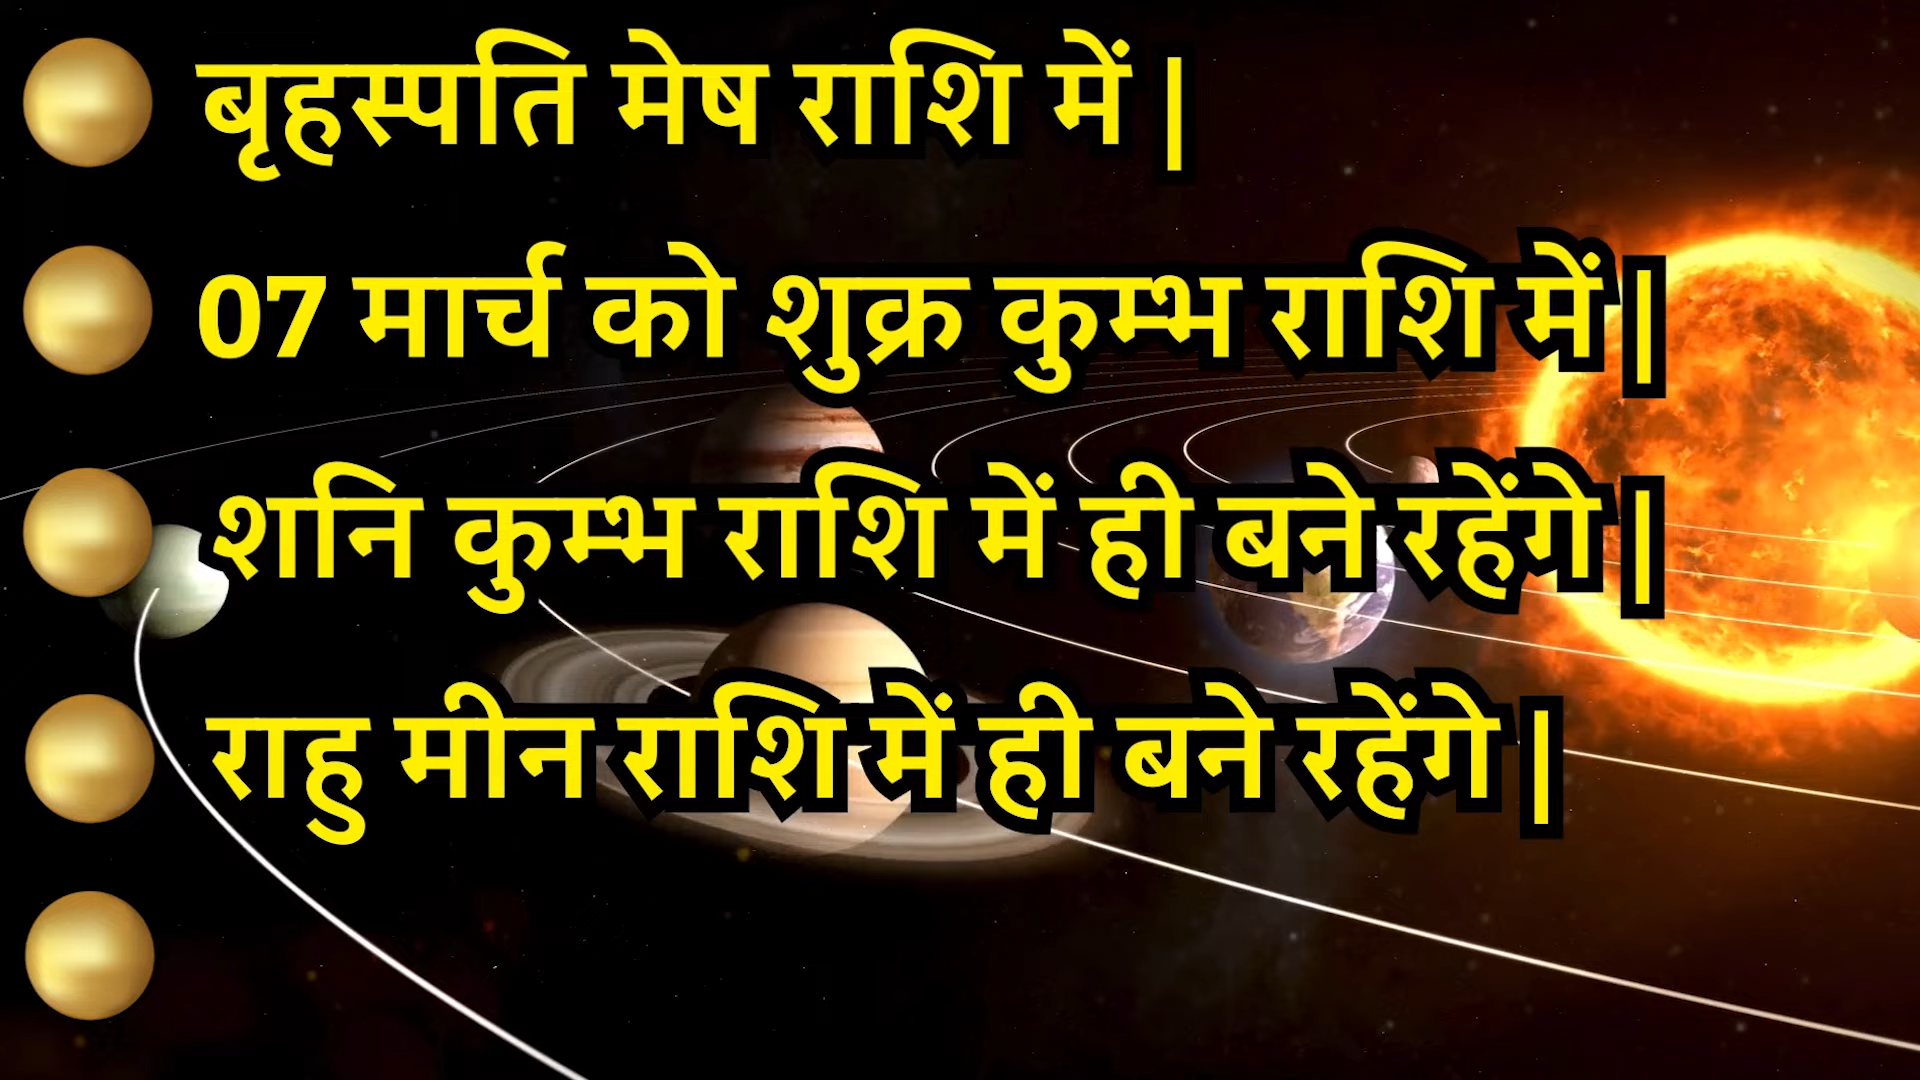 बृहस्पति मेष राशि में |
07 मार्च को शुक्र कुम्भ राशि में |
शनि कुम्भ राशि में ही बने रहेंगे |
राहु मीन राशि में ही बने रहेंगे |